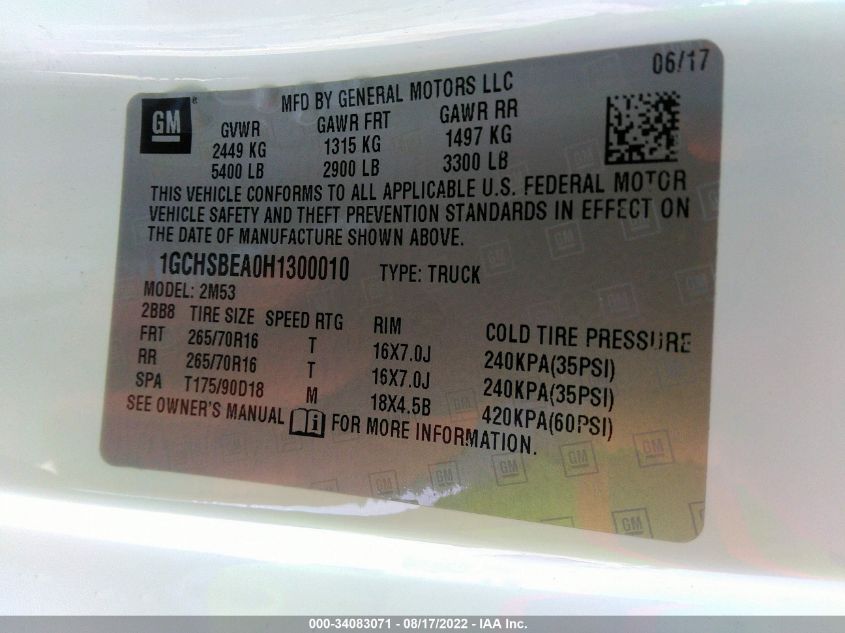 06/17
GM ® MFD BY GENERAL MOTORS LLC
GVWR GAWR FRT GAWR RR
2449 KG 1315 KG 1497 KG
5400 LB 2900 LB 3300 LB
THIS VEHICLE CONFORMS TO ALL APPLICABLE U.S. FEDERAL MOTOR
VEHICLE SAFETY AND THEFT PREVENTION STANDARDS IN EFFECT ON
THE DATE OF MANUFACTURE SHOWN ABOVE.
1GCHSBEA0H1300010 TYPE: TRUCK
MODEL: 2M53
2BB8 TIRE SIZE SPEED RTG RIM COLD TIRE PRESSURE
FRT 265/70R16 T 16X7.0J 240KPA(35PSI)
RR 265/70R16 T 16X7.0J 240KPA(35PSI)
SPA T175/90D18 M 18X4.5B 420KPA(60PSI)
SEE OWNER'S MANUAL FOR MORE INFORMATION.
000-34083071 - 08/17/2022 - IAA Inc.